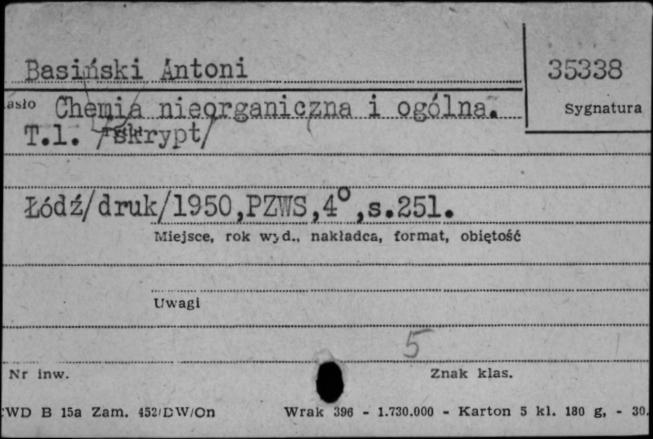 Basiński Antoni
35338
asło Chemia nieorganiczna i ogólna.
Sygnatura
T.1. /skrypt/
Łódź/druk/1950,PZWS,4°,s.251.
Miejsce, rok wyd., nakładca, format, objętość
Uwagi
5
Nr inw.
Znak klas.
CWD B 15a Zam. 452/DW/On Wrak 396 - 1.730.000 - Karton 5 kl. 180 g, - 30.